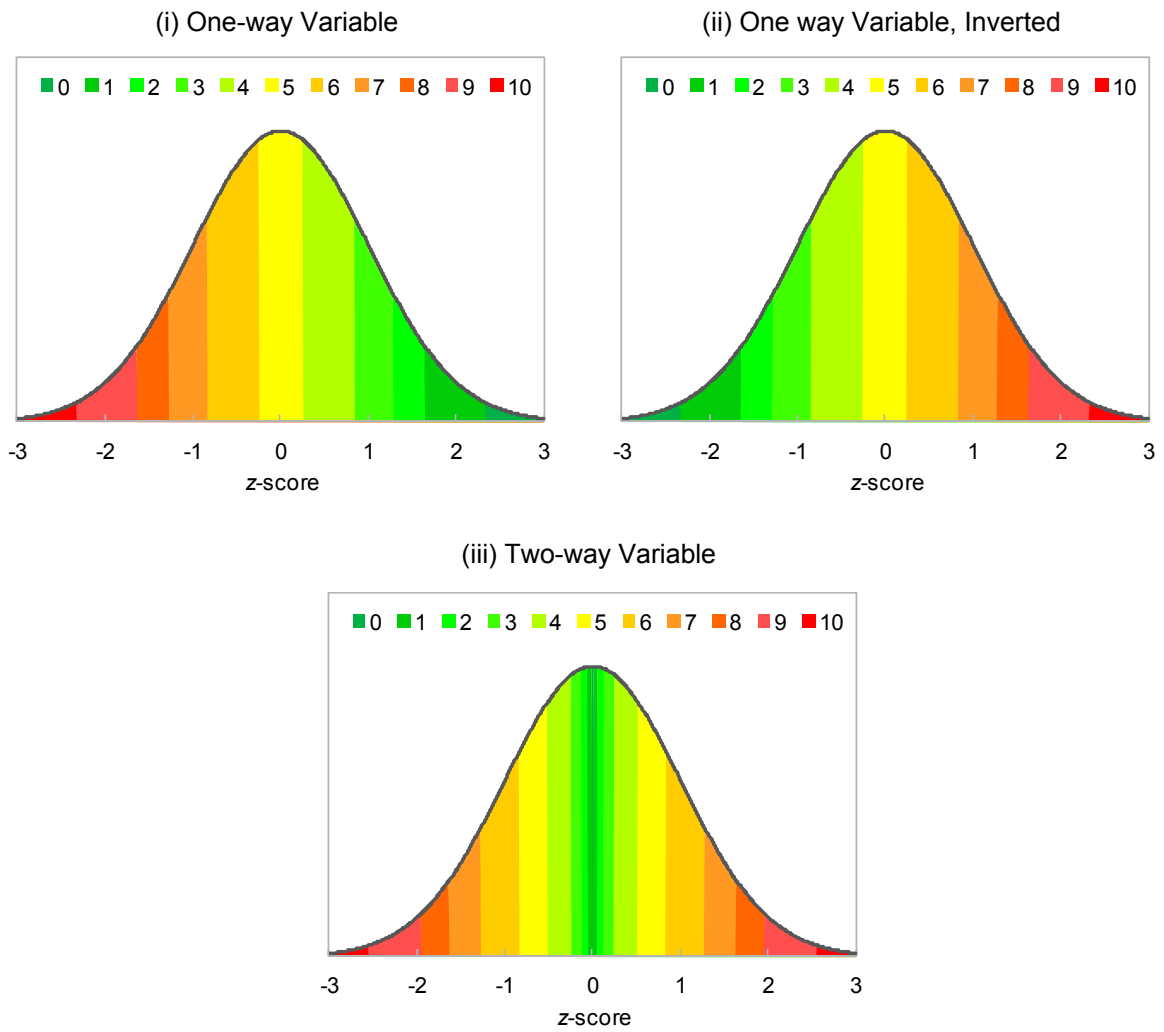 (i) One-way Variable
0 1 2 3 4 5 6 7 8 9 10
-3 -2 -1 0 1 2 3
z-score
(ii) One way Variable, Inverted
0 1 2 3 4 5 6 7 8 9 10
-3 -2 -1 0 1 2 3
z-score
(iii) Two-way Variable
0 1 2 3 4 5 6 7 8 9 10
-3 -2 -1 0 1 2 3
z-score